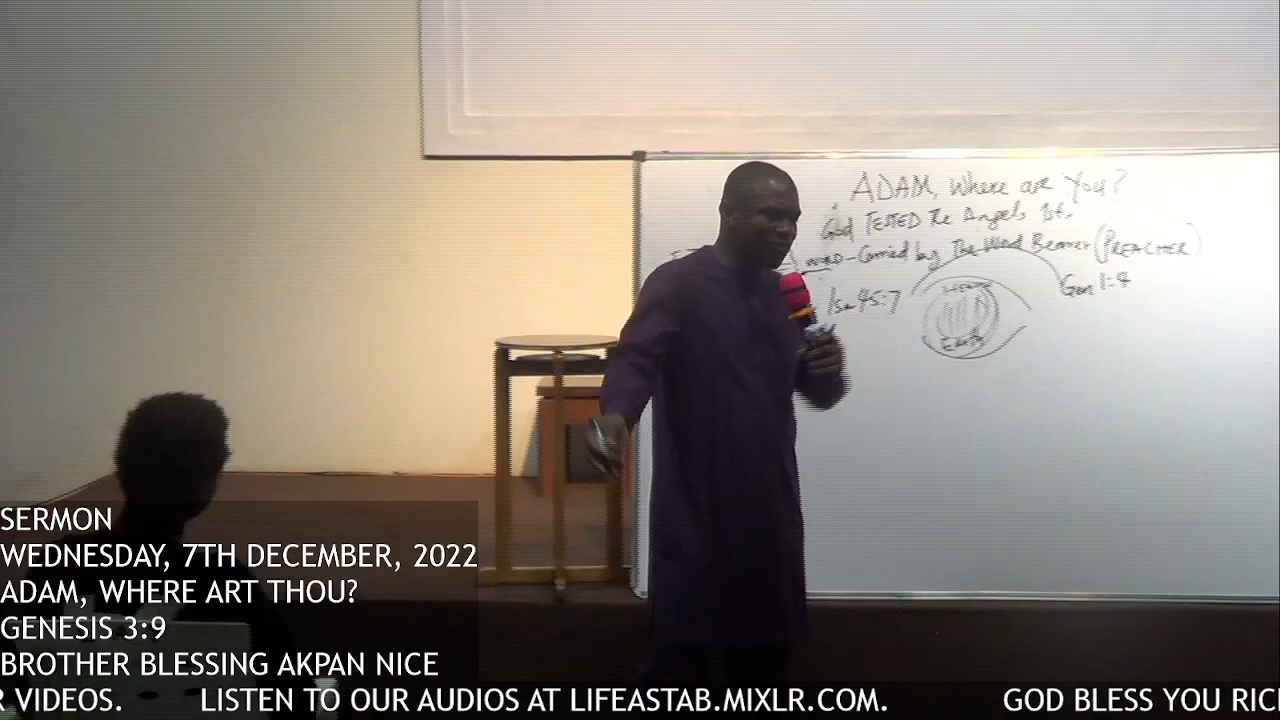 ADAM, Where are You?
God TESTED the Angels 1st.
WORD-Carried by The Word Bearer (PREACHER)
Isa 45:7
Gen 1:
Earth
SERMON
WEDNESDAY, 7TH DECEMBER, 2022
ADAM, WHERE ART THOU?
GENESIS 3:9
BROTHER BLESSING AKPAN NICE
R VIDEOS. LISTEN TO OUR AUDIOS AT LIFEASTAB.MIXLR.COM. GOD BLESS YOU RICH